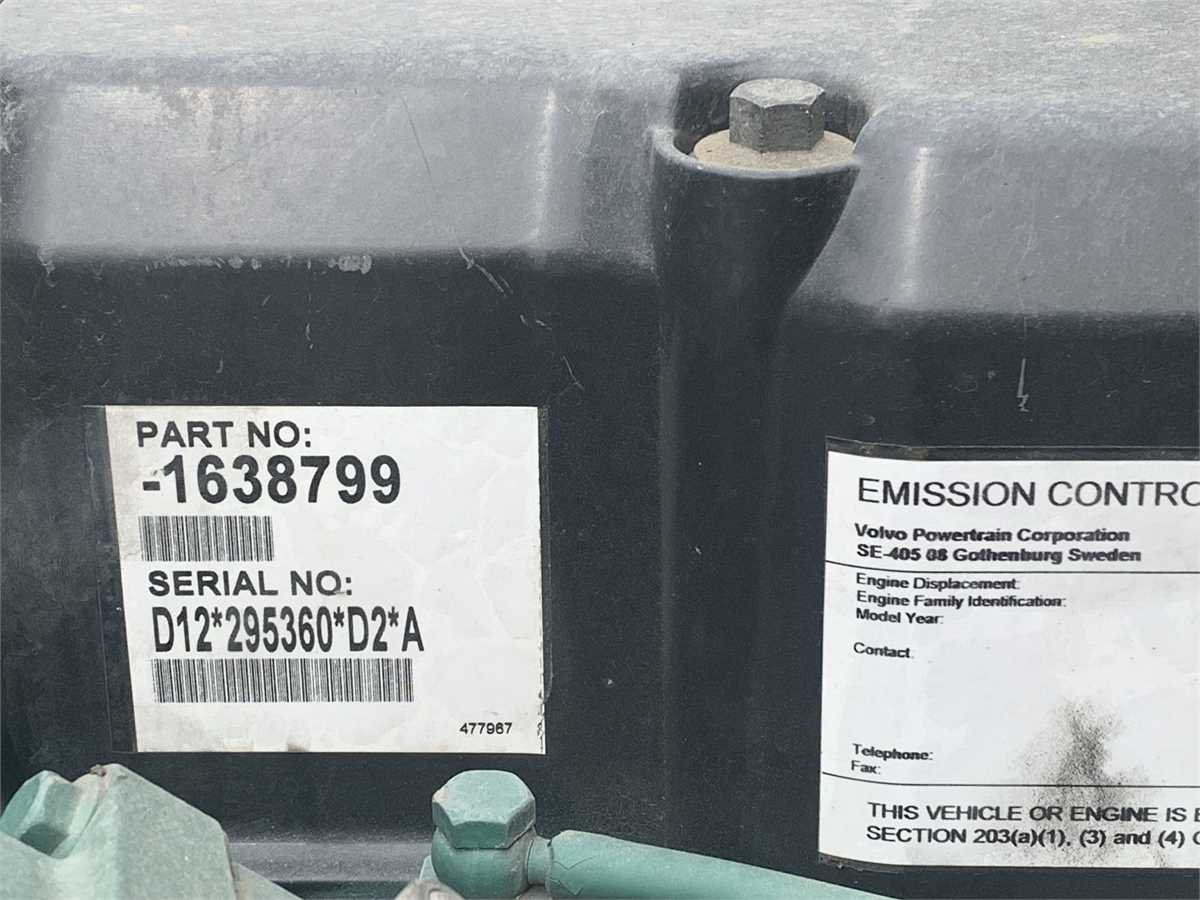 PART NO:
-1638799
SERIAL NO:
D12*295360*D2*A
477967
EMISSION CONTRO
Volvo Powertrain Corporation
SE-405 08 Gothenburg Sweden
Engine Displacement:
Engine Family Identification:
Model Year:
Contact:
Telephone:
Fax:
THIS VEHICLE OR ENGINE IS E
SECTION 203(a)(1), (3) and (4) O